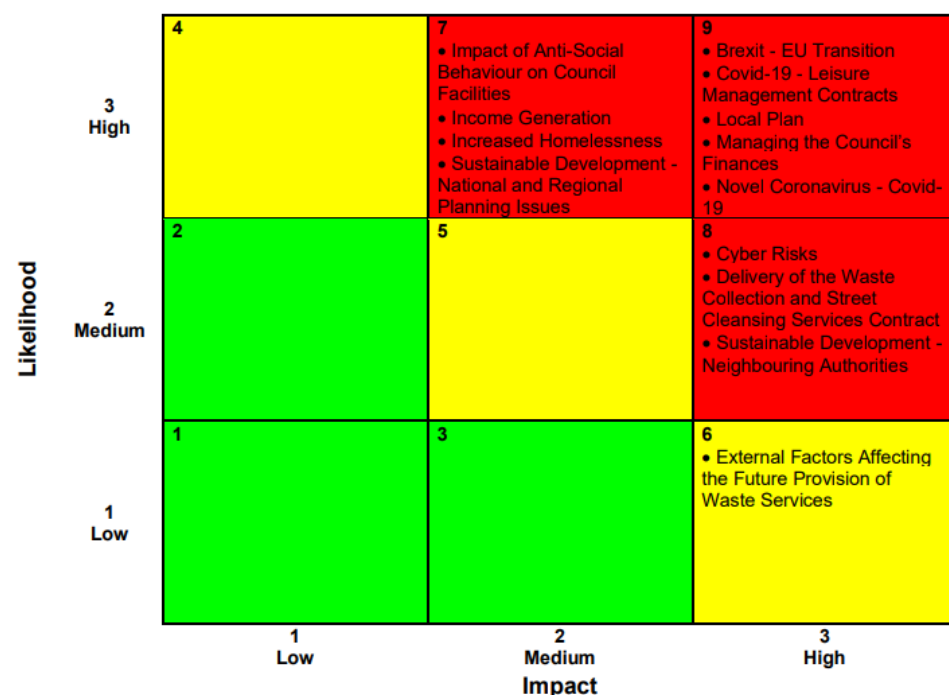 4
7
• Impact of Anti-Social
Behaviour on Council
Facilities
• Income Generation
• Increased Homelessness
• Sustainable Development -
National and Regional
Planning Issues
9
• Brexit - EU Transition
• Covid-19 - Leisure
Management Contracts
• Local Plan
• Managing the Council's
Finances
• Novel Coronavirus - Covid-
19
3
High
2
5
8
• Cyber Risks
• Delivery of the Waste
Collection and Street
Cleansing Services Contract
• Sustainable Development -
Neighbouring Authorities
Likelihood
2
Medium
1
3
6
• External Factors Affecting
the Future Provision of
Waste Services
1
Low
1
Low
2
Medium
3
High
Impact